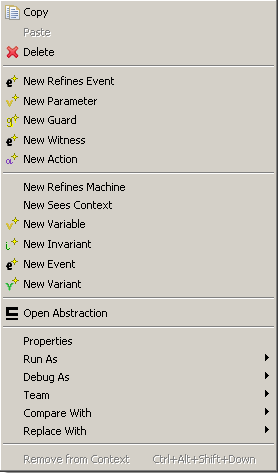 Copy
Paste
Delete
New Refines Event
New Parameter
New Guard
New Witness
New Action
New Refines Machine
New Sees Context
New Variable
New Invariant
New Event
New Variant
Open Abstraction
Properties
Run As
Debug As
Team
Compare With
Replace With
Remove from Context Ctrl+Alt+Shift+Down